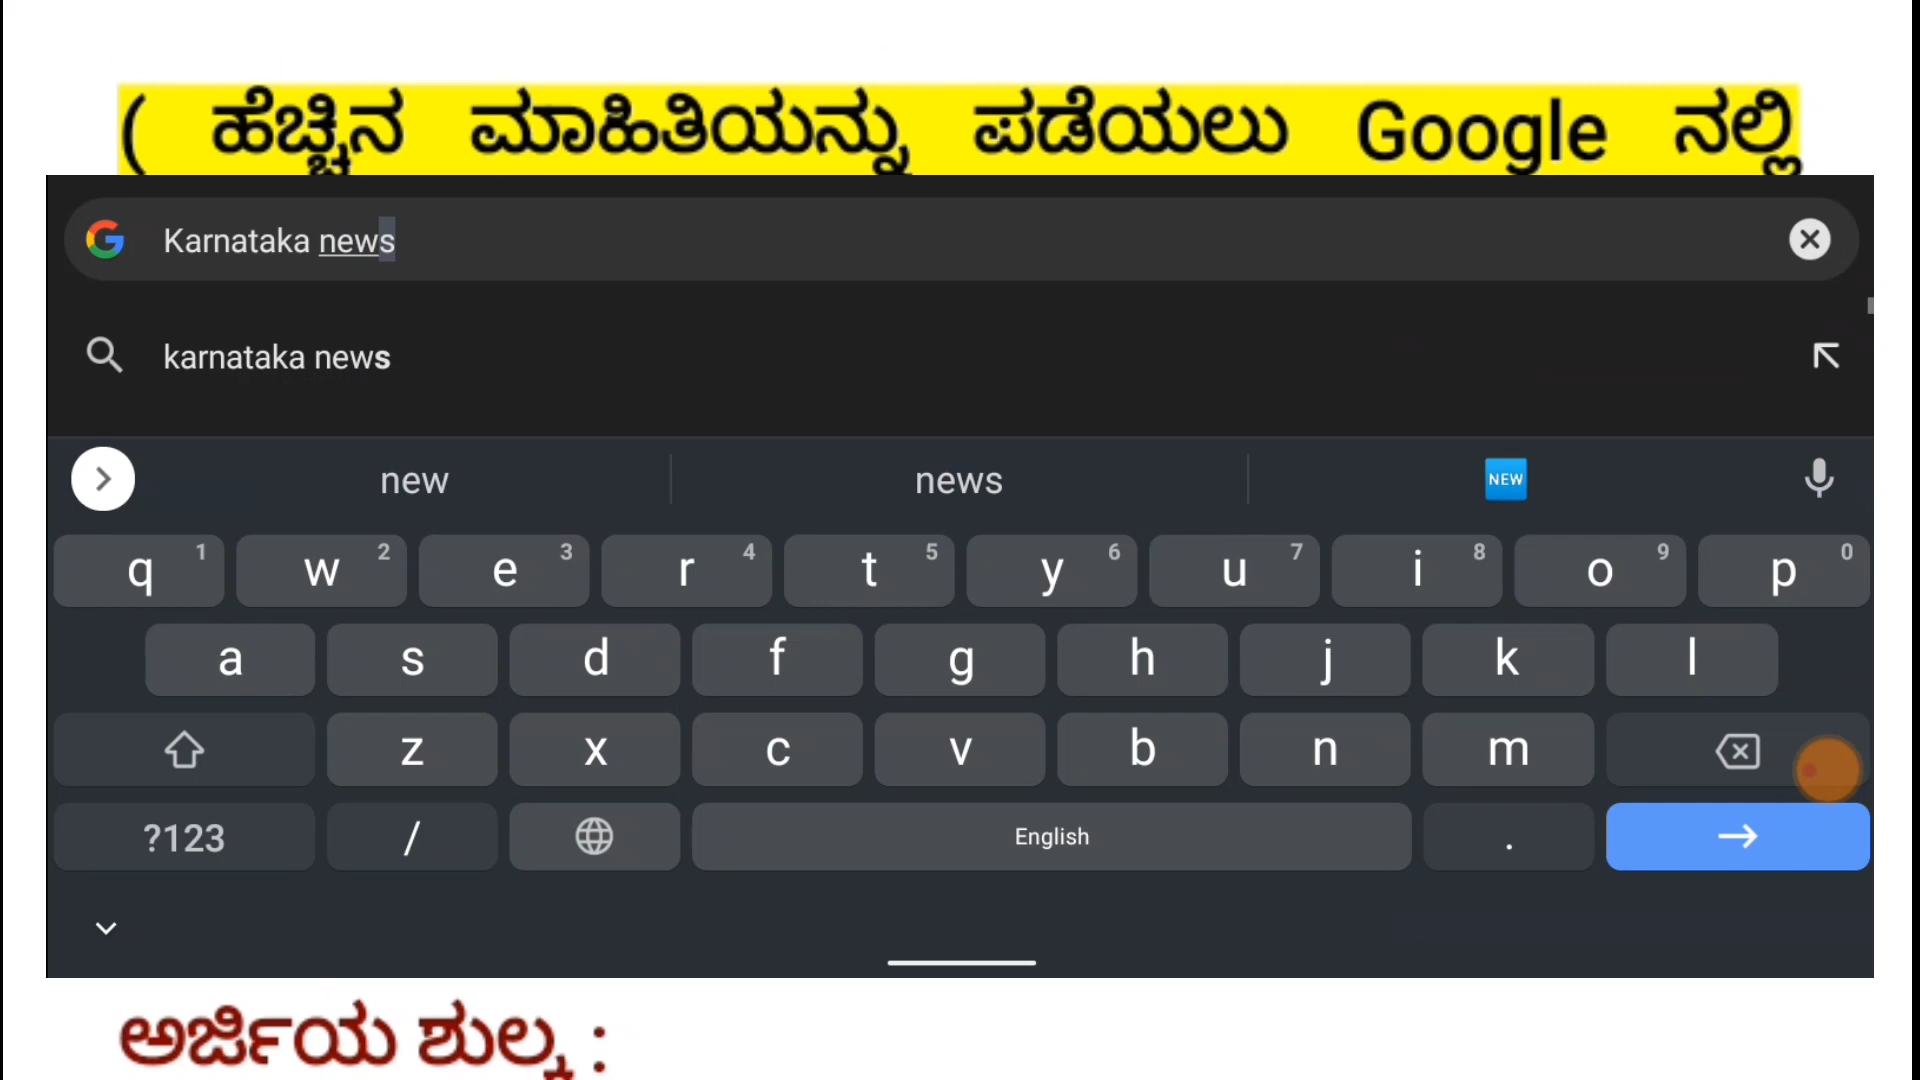 ( ಹೆಚ್ಚಿನ ಮಾಹಿತಿಯನ್ನು ಪಡೆಯಲು Google ನಲ್ಲಿ
Karnataka news
karnataka news
new news NEW
q 1 w 2 e 3 r 4 t 5 y 6 u 7 i 8 o 9 p 0
a s d f g h j k l
z x c v b n m
?123 / English .
ಅರ್ಜಿಯ ಶುಲ್ಕ :